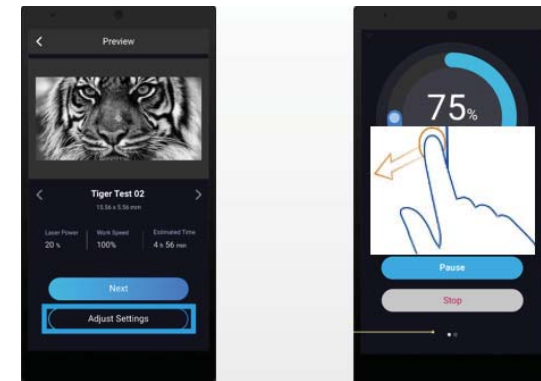 Preview
Tiger Test 02
15.56 x 5.56 mm
Laser Power
Work Speed
Estimated Time
20 %
100%
4 h 56 min
Next
Adjust Settings
75%
Pause
Stop